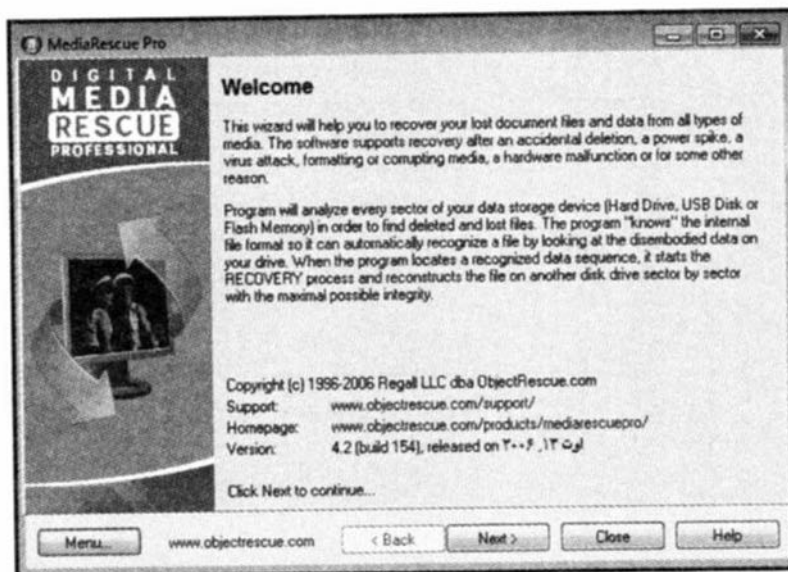 MediaRescue Pro
DIGITAL
MEDIA
RESCUE
PROFESSIONAL
Welcome
This wizard will help you to recover your lost document files and data from all types of
media. The software supports recovery after an accidental deletion, a power spike, a
virus attack, formatting or corrupting media, a hardware malfunction or for some other
reason.
Program will analyze every sector of your data storage device (Hard Drive, USB Disk or
Flash Memory) in order to find deleted and lost files. The program "knows" the internal
file format so it can automatically recognize a file by looking at the disembodied data on
your drive. When the program locates a recognized data sequence, it starts the
RECOVERY process and reconstructs the file on another disk drive sector by sector
with the maximal possible integrity.
Copyright (c) 1996-2006 Regall LLC dba ObjectRescue.com
Support: www.objectrescue.com/support/
Homepage: www.objectrescue.com/products/mediarescuepro/
Version: 4.2 (build 154), released on اوت ۱۳, ۲۰۰۶
Click Next to continue...
Menu... www.objectrescue.com < Back Next > Close Help